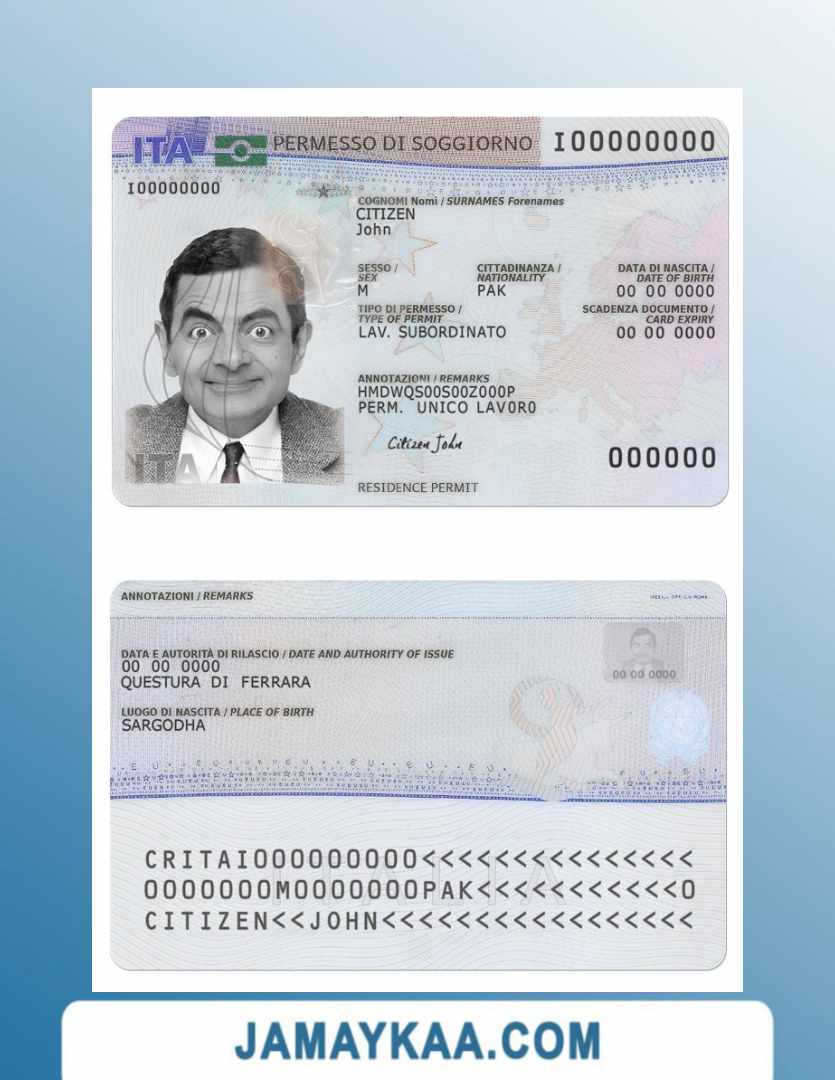 ITA PERMESSO DI SOGGIORNO I00000000
I00000000
COGNOMI Nomi / SURNAMES Forenames
CITIZEN
John
SESSO / CITTADINANZA / DATA DI NASCITA /
SEX NATIONALITY DATE OF BIRTH
M PAK 00 00 0000
TIPO DI PERMESSO / SCADENZA DOCUMENTO /
TYPE OF PERMIT CARD EXPIRY
LAV. SUBORDINATO 00 00 0000
ANNOTAZIONI / REMARKS
HMDWQS00S00Z000P
PERM. UNICO LAV0R0
Citizen John
ITA
000000
RESIDENCE PERMIT
ANNOTAZIONI / REMARKS
DATA E AUTORITÀ DI RILASCIO / DATE AND AUTHORITY OF ISSUE
00 00 0000
00 00 0000
QUESTURA DI FERRARA
LUOGO DI NASCITA / PLACE OF BIRTH
SARGODHA
CRITAI000000000<<<<<<<<<<<<<<<
0000000M0000000PAK<<<<<<<<<<<0
ITALIA
CITIZEN<<JOHN<<<<<<<<<<<<<<<<<
JAMAYKAA.COM